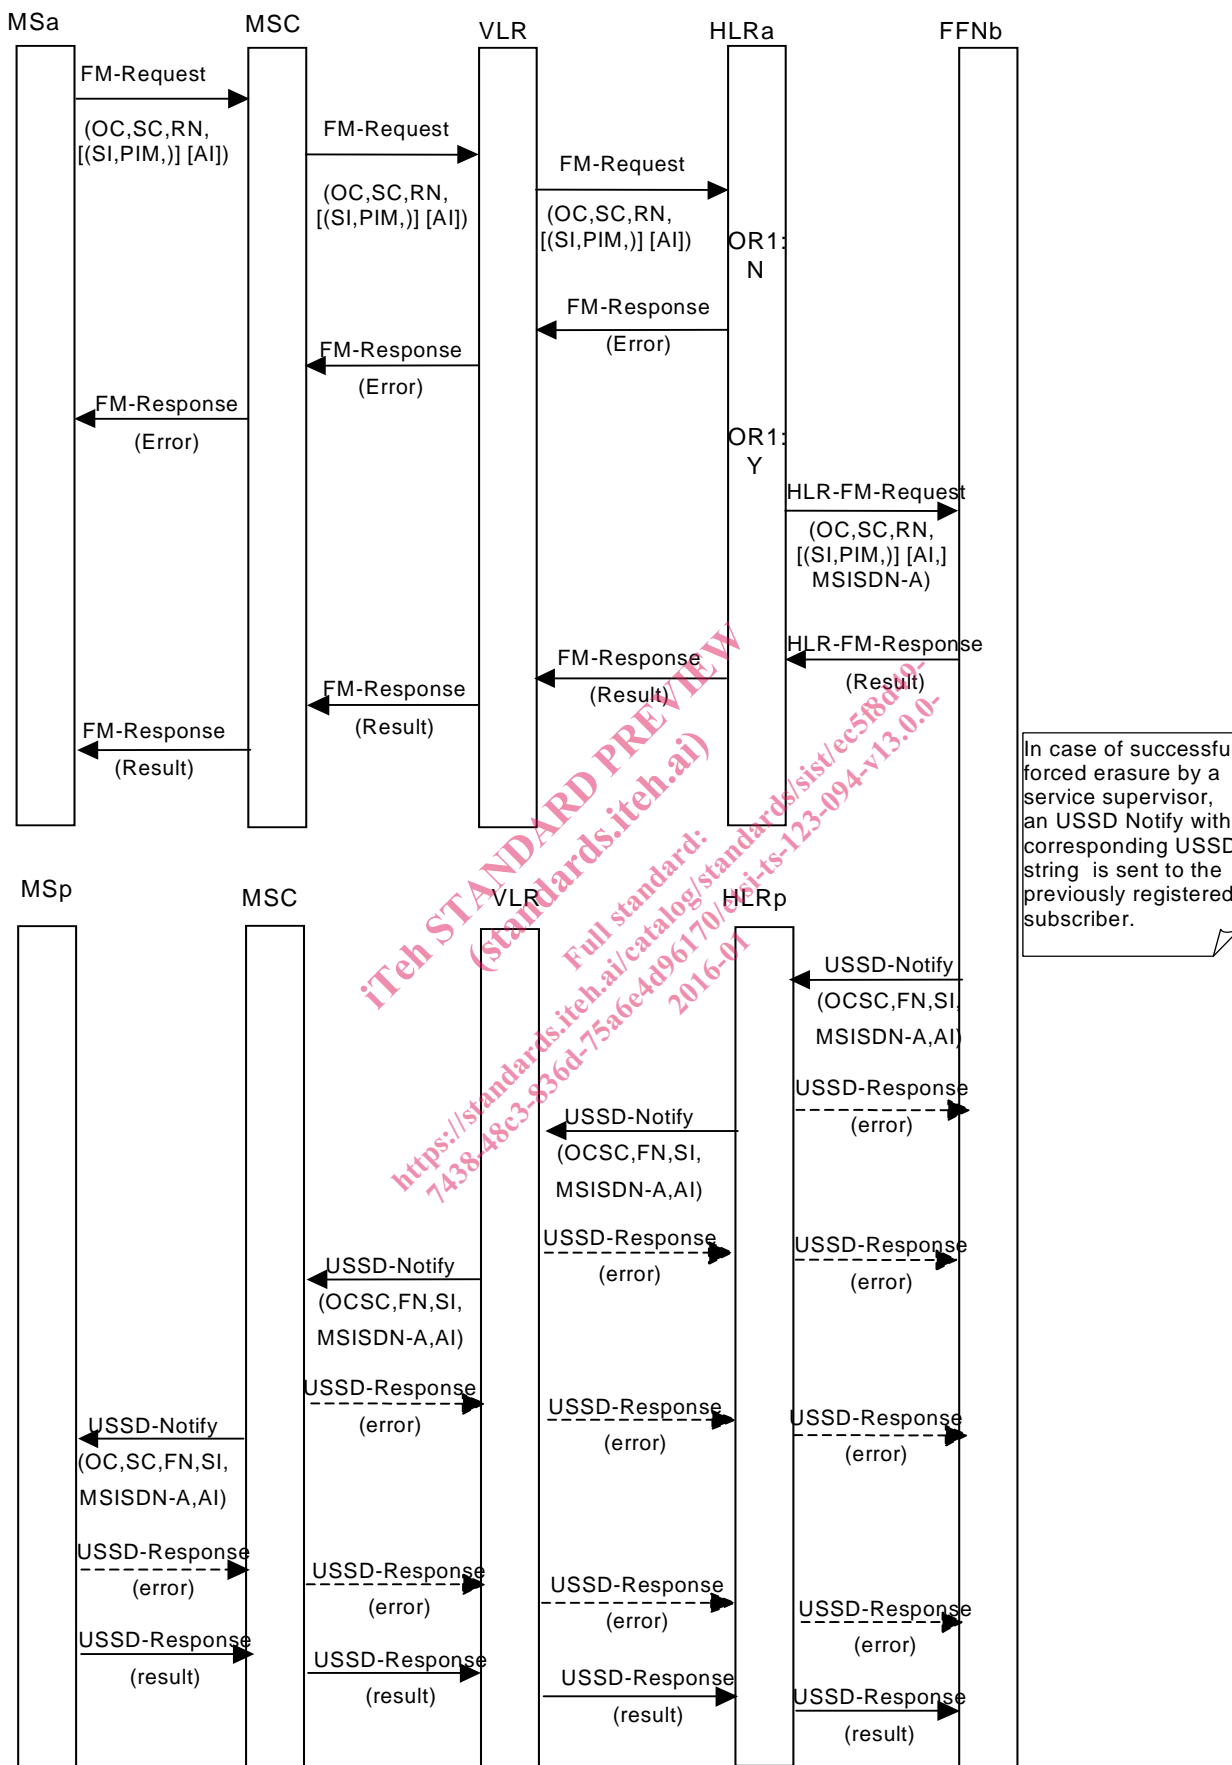 MSa
MSC
VLR
HLRa
FFNb
FM-Request
(OC,SC,RN,
[(SI,PIM,)] [AI])
FM-Request
(OC,SC,RN,
[(SI,PIM,)] [AI])
FM-Request
(OC,SC,RN,
[(SI,PIM,)] [AI])
OR1:
N
FM-Response
(Error)
FM-Response
(Error)
FM-Response
(Error)
OR1:
Y
HLR-FM-Request
(OC,SC,RN,
[(SI,PIM,)] [AI,]
MSISDN-A)
HLR-FM-Response
(Result)
FM-Response
(Result)
FM-Response
(Result)
FM-Response
(Result)
In case of successfu
forced erasure by a
service supervisor,
an USSD Notify with
corresponding USSD
string is sent to the
previously registered
subscriber.
iTeh STANDARD PREVIEW
(standards.iteh.ai)
Full standard:
https://standards.iteh.ai/catalog/standards/sist/ec5f8d49-
7438-48c3-836d-75a6e4d96170/etsi-ts-123-094-v13.0.0-
2016-01
MSp
MSC
VLR
HLRp
USSD-Notify
(OCSC,FN,SI,
MSISDN-A,AI)
USSD-Response
(error)
USSD-Notify
(OCSC,FN,SI,
MSISDN-A,AI)
USSD-Response
(error)
USSD-Response
(error)
USSD-Notify
(OCSC,FN,SI,
MSISDN-A,AI)
USSD-Response
(error)
USSD-Response
(error)
USSD-Response
(error)
USSD-Notify
(OC,SC,FN,SI,
MSISDN-A,AI)
USSD-Response
(error)
USSD-Response
(error)
USSD-Response
(error)
USSD-Response
(error)
USSD-Response
(result)
USSD-Response
(result)
USSD-Response
(result)
USSD-Response
(result)